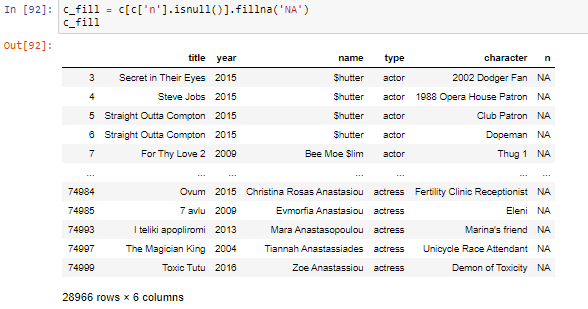 In [92]: c_fill = c[c['n'].isnull()].fillna('NA')
c_fill
Out[92]:
title year name type character n
3 Secret in Their Eyes 2015 $hutter actor 2002 Dodger Fan NA
4 Steve Jobs 2015 $hutter actor 1988 Opera House Patron NA
5 Straight Outta Compton 2015 $hutter actor Club Patron NA
6 Straight Outta Compton 2015 $hutter actor Dopeman NA
7 For Thy Love 2 2009 Bee Moe $lim actor Thug 1 NA
... ... ... ... ... ... ...
74984 Ovum 2015 Christina Rosas Anastasiou actress Fertility Clinic Receptionist NA
74985 7 avlu 2009 Evmorfia Anastasiou actress Eleni NA
74993 I teliki apopliromi 2013 Mara Anastasopoulou actress Marina's friend NA
74997 The Magician King 2004 Tiannah Anastassiades actress Unicycle Race Attendant NA
74999 Toxic Tutu 2016 Zoe Anastassiou actress Demon of Toxicity NA
28966 rows × 6 columns